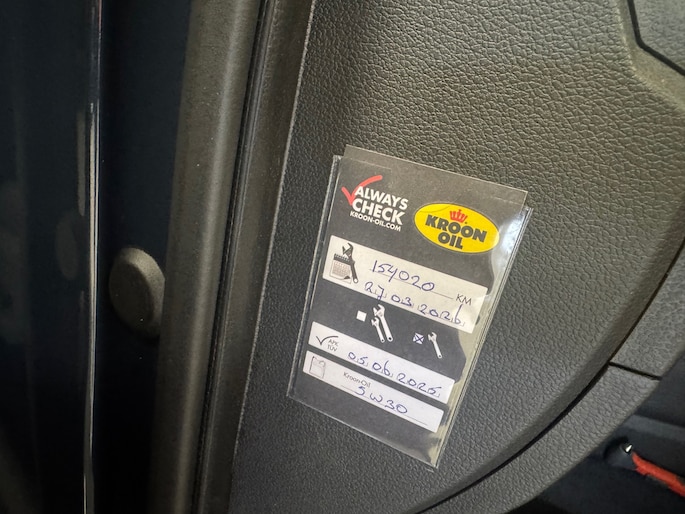 ALWAYS
CHECK
KROON-OIL.COM
KROON
OIL
154020 KM
27.03.2026
APK
TÜV
05.06.2025
Kroon-Oil
5W30